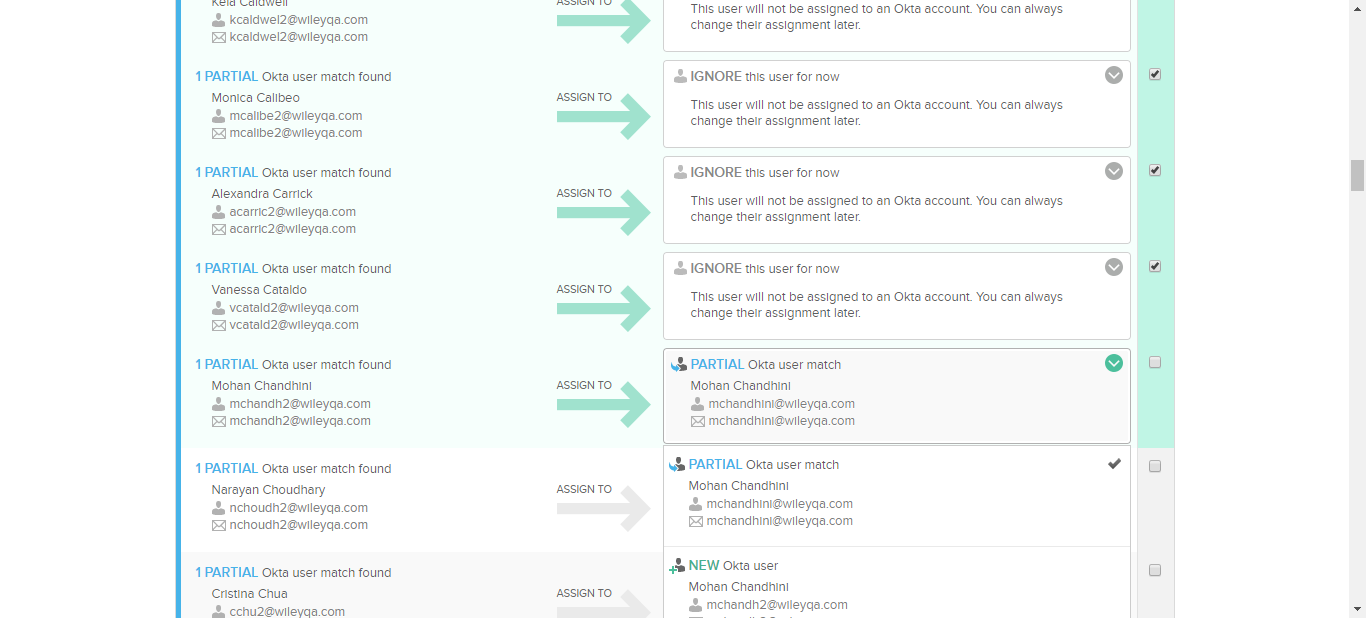 Kela Caldwell
kcaldwel2@wileyqa.com
kcaldwel2@wileyqa.com
ASSIGN TO
This user will not be assigned to an Okta account. You can always
change their assignment later.
1 PARTIAL Okta user match found
Monica Calibeo
mcalibe2@wileyqa.com
mcalibe2@wileyqa.com
ASSIGN TO
IGNORE this user for now
This user will not be assigned to an Okta account. You can always
change their assignment later.
1 PARTIAL Okta user match found
Alexandra Carrick
acarric2@wileyqa.com
acarric2@wileyqa.com
ASSIGN TO
IGNORE this user for now
This user will not be assigned to an Okta account. You can always
change their assignment later.
1 PARTIAL Okta user match found
Vanessa Cataldo
vcatald2@wileyqa.com
vcatald2@wileyqa.com
ASSIGN TO
IGNORE this user for now
This user will not be assigned to an Okta account. You can always
change their assignment later.
1 PARTIAL Okta user match found
Mohan Chandhini
mchandh2@wileyqa.com
mchandh2@wileyqa.com
ASSIGN TO
PARTIAL Okta user match
Mohan Chandhini
mchandhini@wileyqa.com
mchandhini@wileyqa.com
1 PARTIAL Okta user match found
Narayan Choudhary
nchoudh2@wileyqa.com
nchoudh2@wileyqa.com
ASSIGN TO
PARTIAL Okta user match
Mohan Chandhini
mchandhini@wileyqa.com
mchandhini@wileyqa.com
1 PARTIAL Okta user match found
Cristina Chua
cchu2@wileyqa.com
ASSIGN TO
NEW Okta user
Mohan Chandhini
mchandh2@wileyqa.com